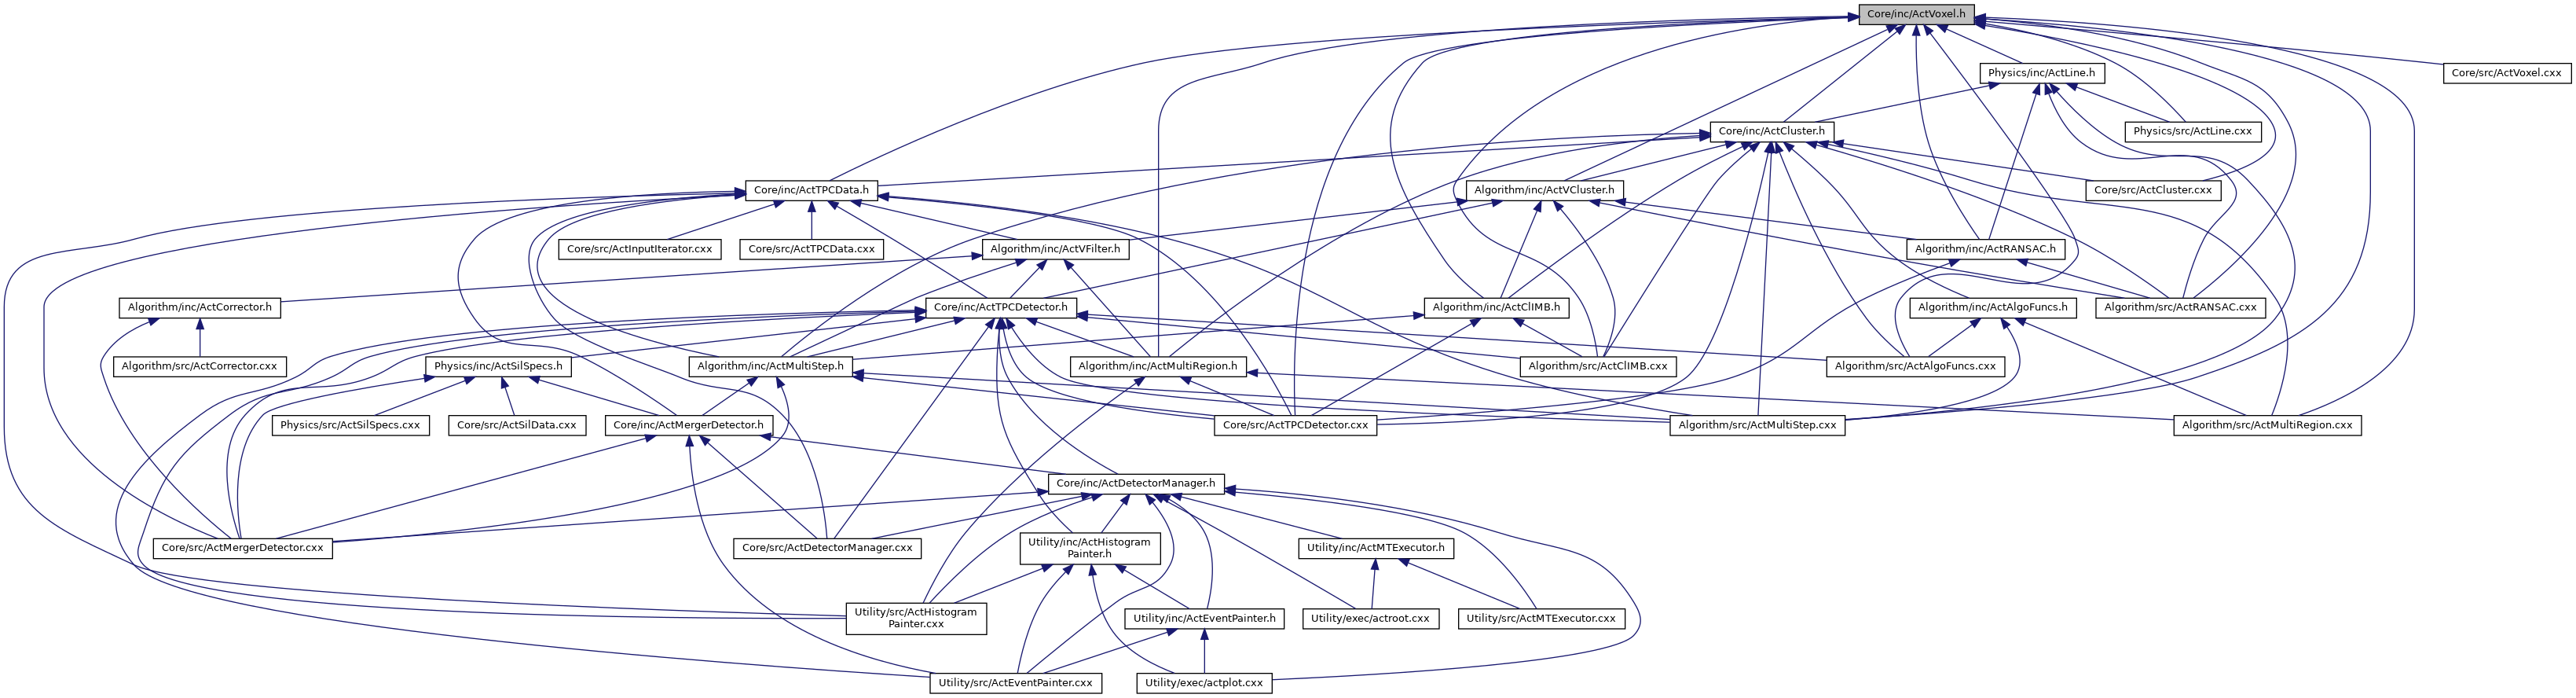 Core/inc/ActVoxel.h
Physics/inc/ActLine.h
Core/src/ActVoxel.cxx
Core/inc/ActCluster.h
Physics/src/ActLine.cxx
Core/inc/ActTPCData.h
Algorithm/inc/ActVCluster.h
Core/src/ActCluster.cxx
Core/src/ActInputIterator.cxx
Core/src/ActTPCData.cxx
Algorithm/inc/ActVFilter.h
Algorithm/inc/ActRANSAC.h
Algorithm/inc/ActCorrector.h
Core/inc/ActTPCDetector.h
Algorithm/inc/ActClIMB.h
Algorithm/inc/ActAlgoFuncs.h
Algorithm/src/ActRANSAC.cxx
Algorithm/src/ActCorrector.cxx
Physics/inc/ActSilSpecs.h
Algorithm/inc/ActMultiStep.h
Algorithm/inc/ActMultiRegion.h
Algorithm/src/ActClIMB.cxx
Algorithm/src/ActAlgoFuncs.cxx
Physics/src/ActSilSpecs.cxx
Core/src/ActSilData.cxx
Core/inc/ActMergerDetector.h
Core/src/ActTPCDetector.cxx
Algorithm/src/ActMultiStep.cxx
Algorithm/src/ActMultiRegion.cxx
Core/inc/ActDetectorManager.h
Core/src/ActMergerDetector.cxx
Core/src/ActDetectorManager.cxx
Utility/inc/ActHistogram
Painter.h
Utility/inc/ActMTExecutor.h
Utility/src/ActHistogram
Painter.cxx
Utility/inc/ActEventPainter.h
Utility/exec/actroot.cxx
Utility/src/ActMTExecutor.cxx
Utility/src/ActEventPainter.cxx
Utility/exec/actplot.cxx